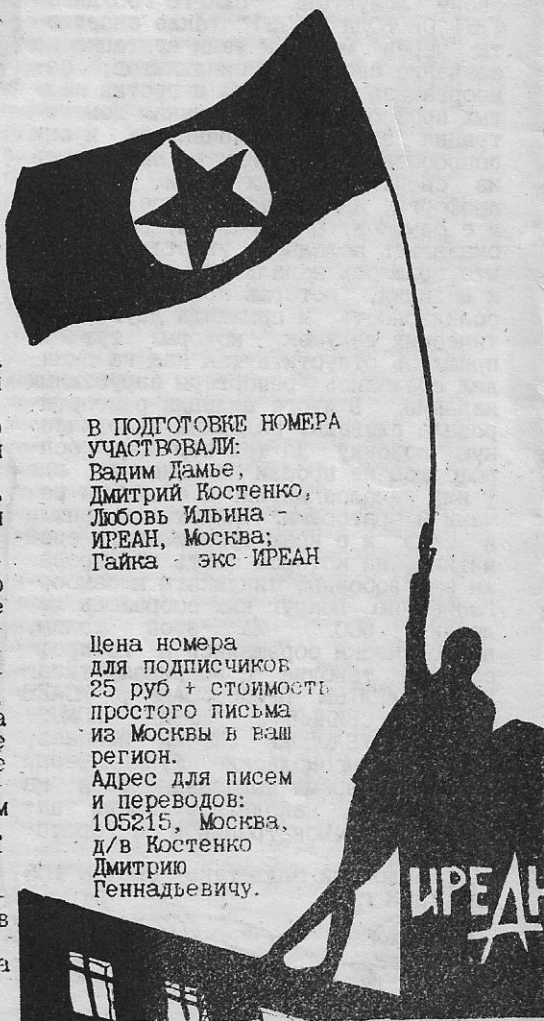 В ПОДГОТОВКЕ НОМЕРА
УЧАСТВОВАЛИ:
Вадим Дамье,
Дмитрий Костенко,
Любовь Ильина -
ИРЕАН, Москва;
Гайка экс ИРЕАН
Цена номера
для подписчиков
25 руб + стоимость
простого письма
из Москвы в ваш
регион.
Адрес для писем
и переводов:
105215, Москва,
д/в Костенко
Дмитрию
Геннадьевичу.
ИРЕАН